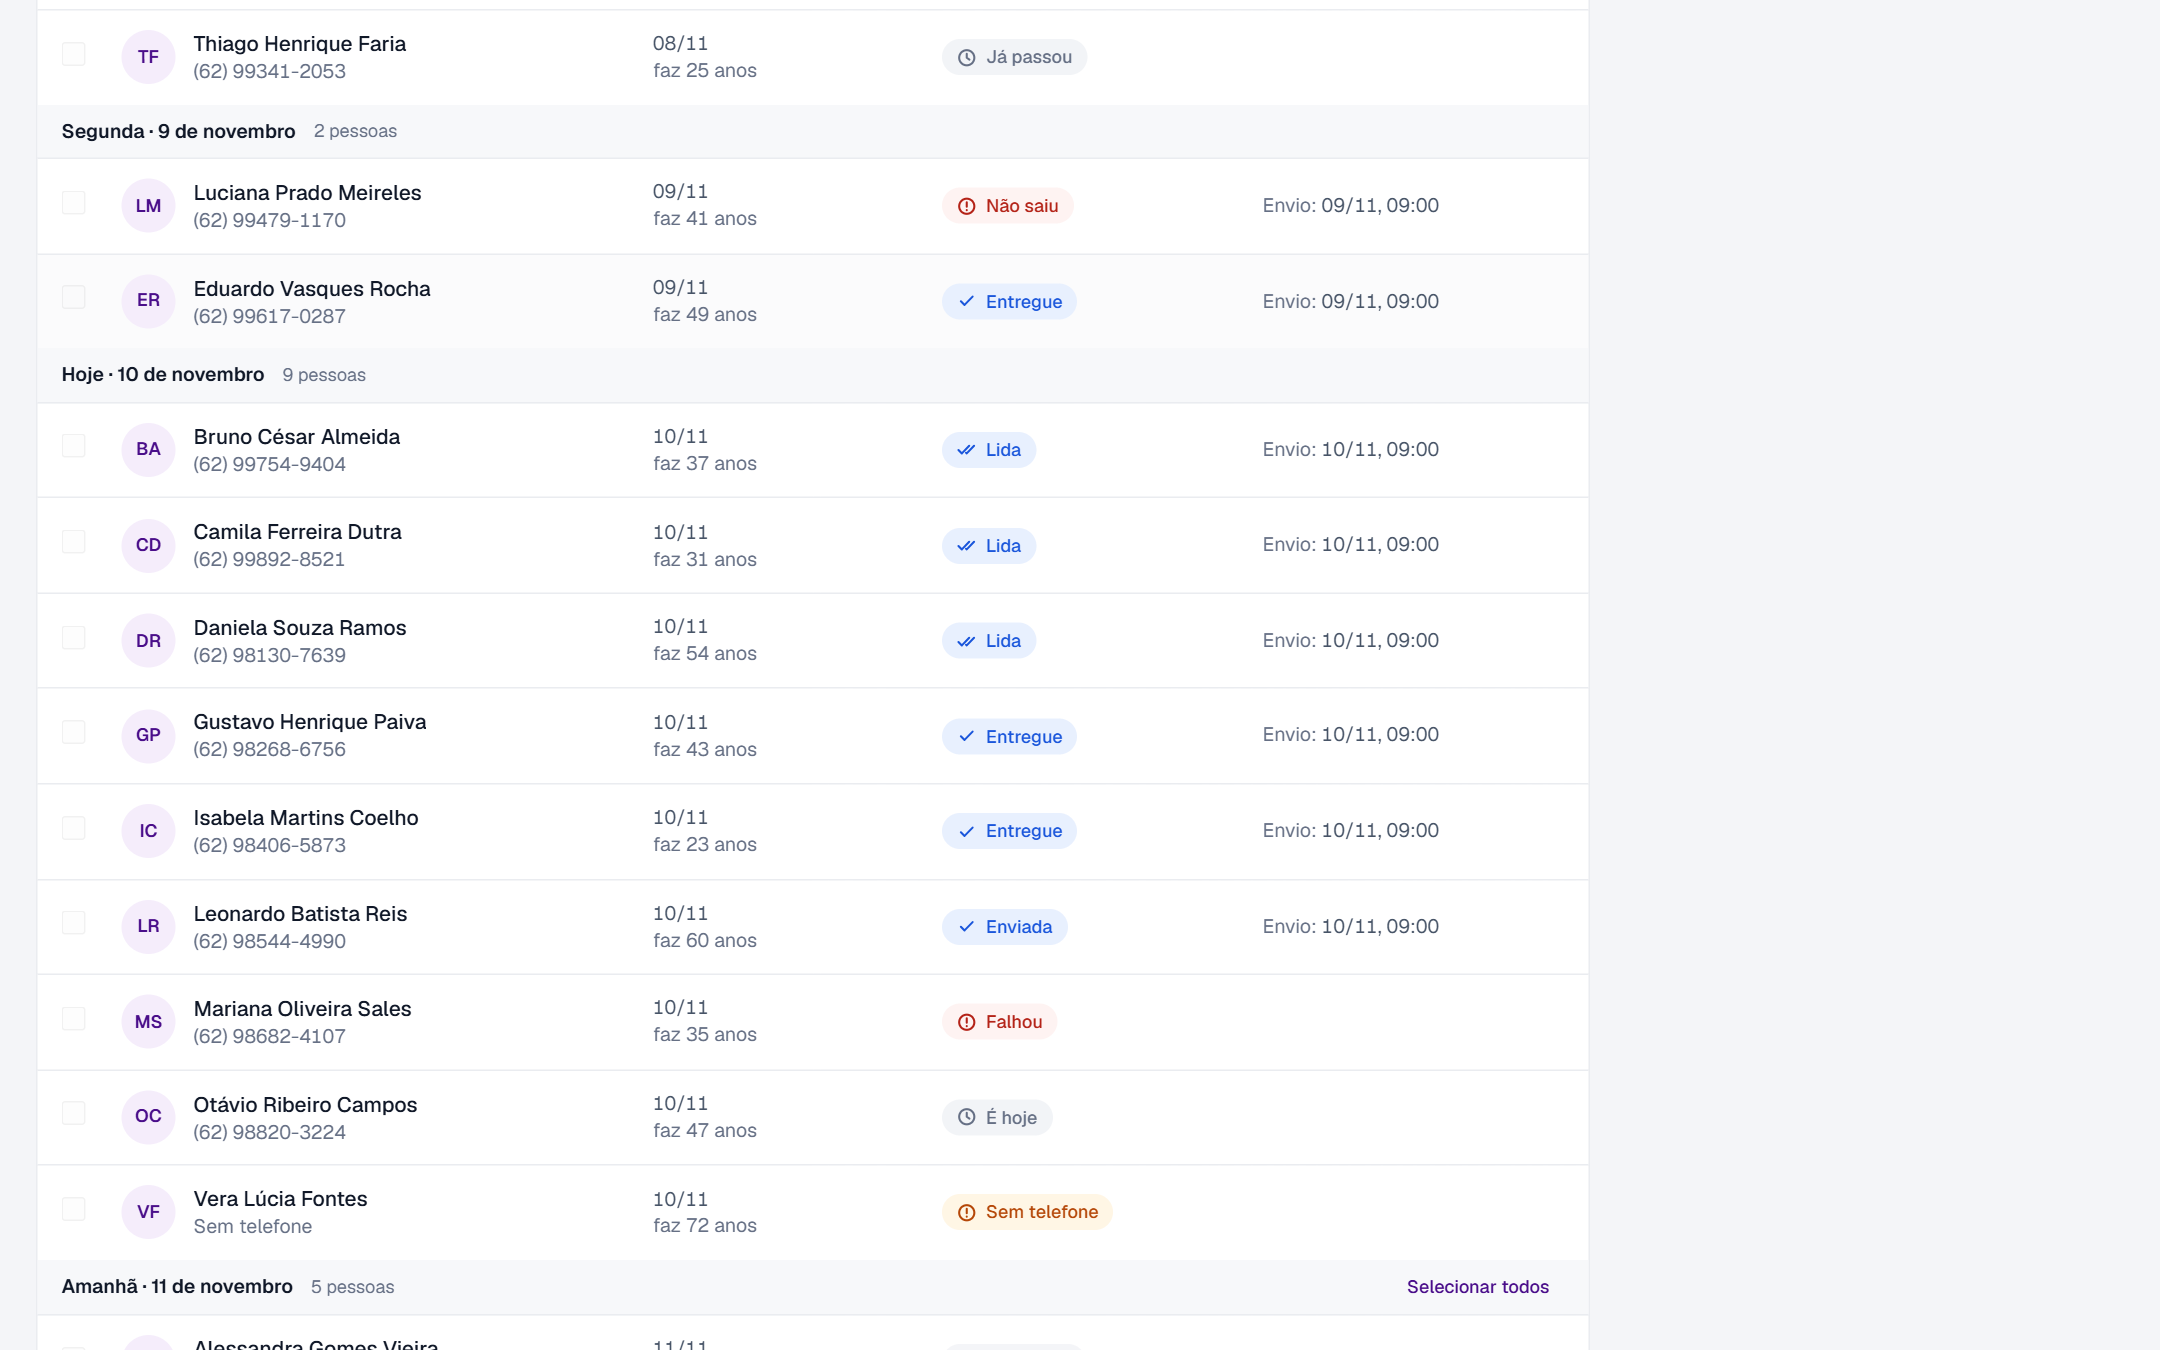 TF
Thiago Henrique Faria
(62) 99341-2053
08/11
faz 25 anos
Já passou
Segunda · 9 de novembro 2 pessoas
LM
Luciana Prado Meireles
(62) 99479-1170
09/11
faz 41 anos
Não saiu
Envio: 09/11, 09:00
ER
Eduardo Vasques Rocha
(62) 99617-0287
09/11
faz 49 anos
Entregue
Envio: 09/11, 09:00
Hoje · 10 de novembro 9 pessoas
BA
Bruno César Almeida
(62) 99754-9404
10/11
faz 37 anos
Lida
Envio: 10/11, 09:00
CD
Camila Ferreira Dutra
(62) 99892-8521
10/11
faz 31 anos
Lida
Envio: 10/11, 09:00
DR
Daniela Souza Ramos
(62) 98130-7639
10/11
faz 54 anos
Lida
Envio: 10/11, 09:00
GP
Gustavo Henrique Paiva
(62) 98268-6756
10/11
faz 43 anos
Entregue
Envio: 10/11, 09:00
IC
Isabela Martins Coelho
(62) 98406-5873
10/11
faz 23 anos
Entregue
Envio: 10/11, 09:00
LR
Leonardo Batista Reis
(62) 98544-4990
10/11
faz 60 anos
Enviada
Envio: 10/11, 09:00
MS
Mariana Oliveira Sales
(62) 98682-4107
10/11
faz 35 anos
Falhou
OC
Otávio Ribeiro Campos
(62) 98820-3224
10/11
faz 47 anos
É hoje
VF
Vera Lúcia Fontes
Sem telefone
10/11
faz 72 anos
Sem telefone
Amanhã · 11 de novembro 5 pessoas
Selecionar todos
Alessandra Gomes Vieira
11/11